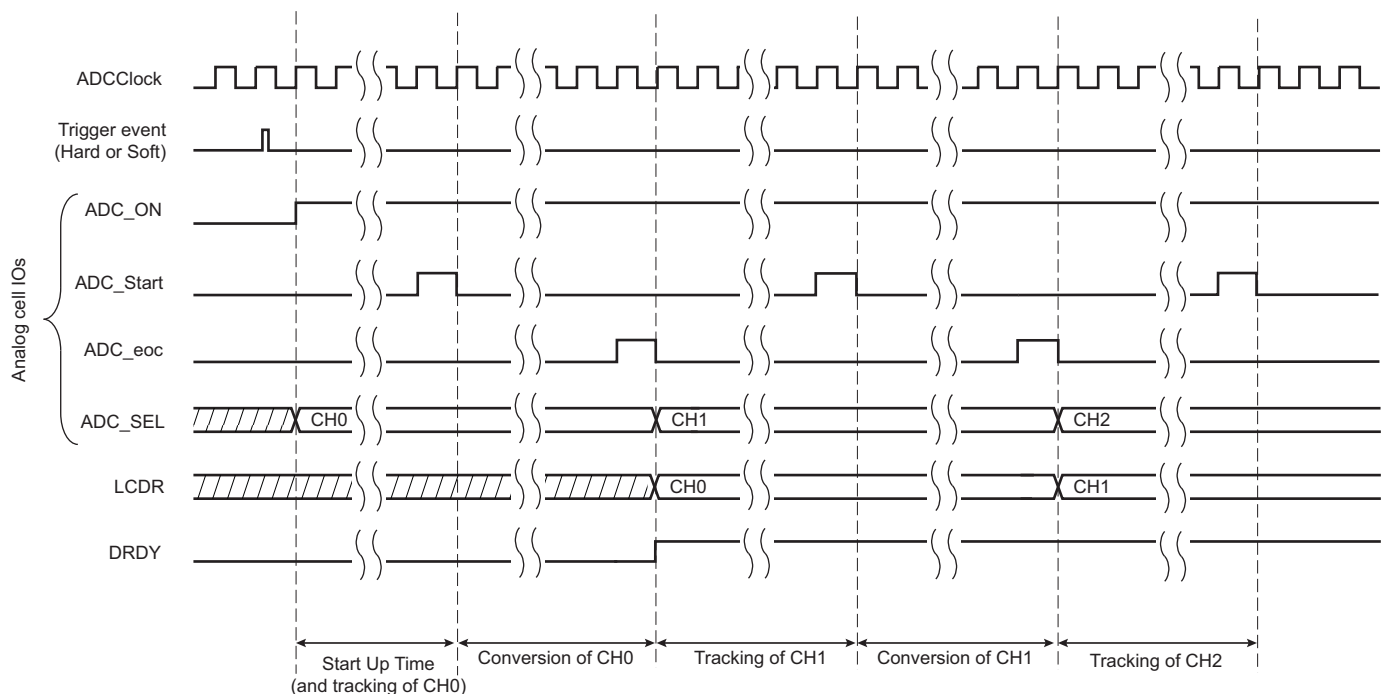 ADCClock
Trigger event
(Hard or Soft)
Analog cell IOs
ADC_ON
ADC_Start
ADC_eoc
ADC_SEL
CH0
CH1
CH2
LCDR
CH0
CH1
DRDY
Start Up Time
(and tracking of CH0)
Conversion of CH0
Tracking of CH1
Conversion of CH1
Tracking of CH2